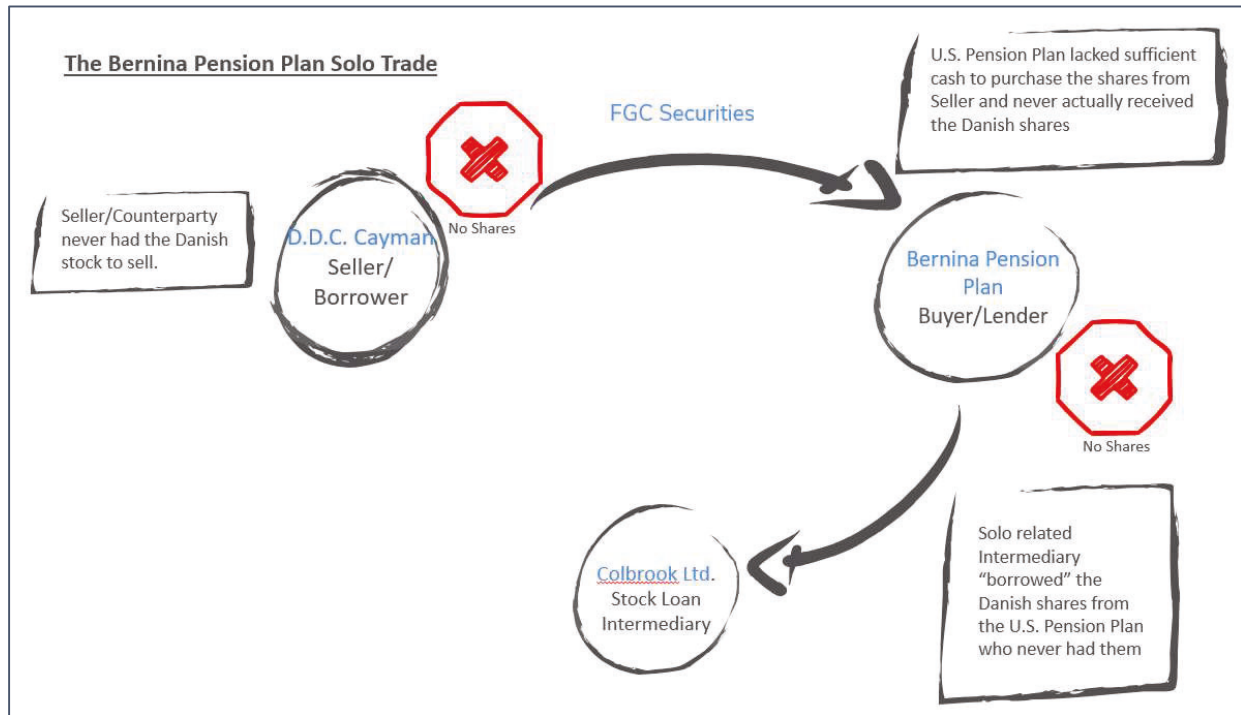 The Bernina Pension Plan Solo Trade
FGC Securities
U.S. Pension Plan lacked sufficient
cash to purchase the shares from
Seller and never actually received
the Danish shares
Seller/Counterparty
never had the Danish
stock to sell.
D.D.C. Cayman
Seller/
Borrower
No Shares
Bernina Pension
Plan
Buyer/Lender
No Shares
Colbrook Ltd.
Stock Loan
Intermediary
Solo related
Intermediary
“borrowed” the
Danish shares from
the U.S. Pension Plan
who never had them